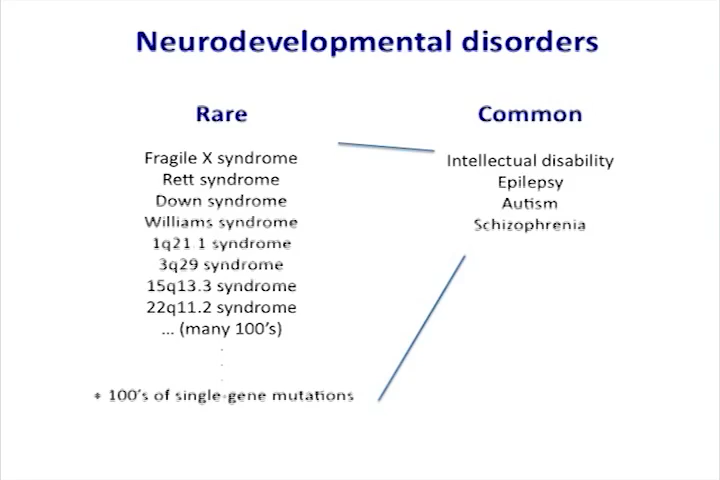 Neurodevelopmental disorders
Rare
Fragile X syndrome
Rett syndrome
Down syndrome
Williams syndrome
1q21.1 syndrome
3q29 syndrome
15q13.3 syndrome
22q11.2 syndrome
... (many 100's)
.
.
.
+ 100's of single-gene mutations
Common
Intellectual disability
Epilepsy
Autism
Schizophrenia